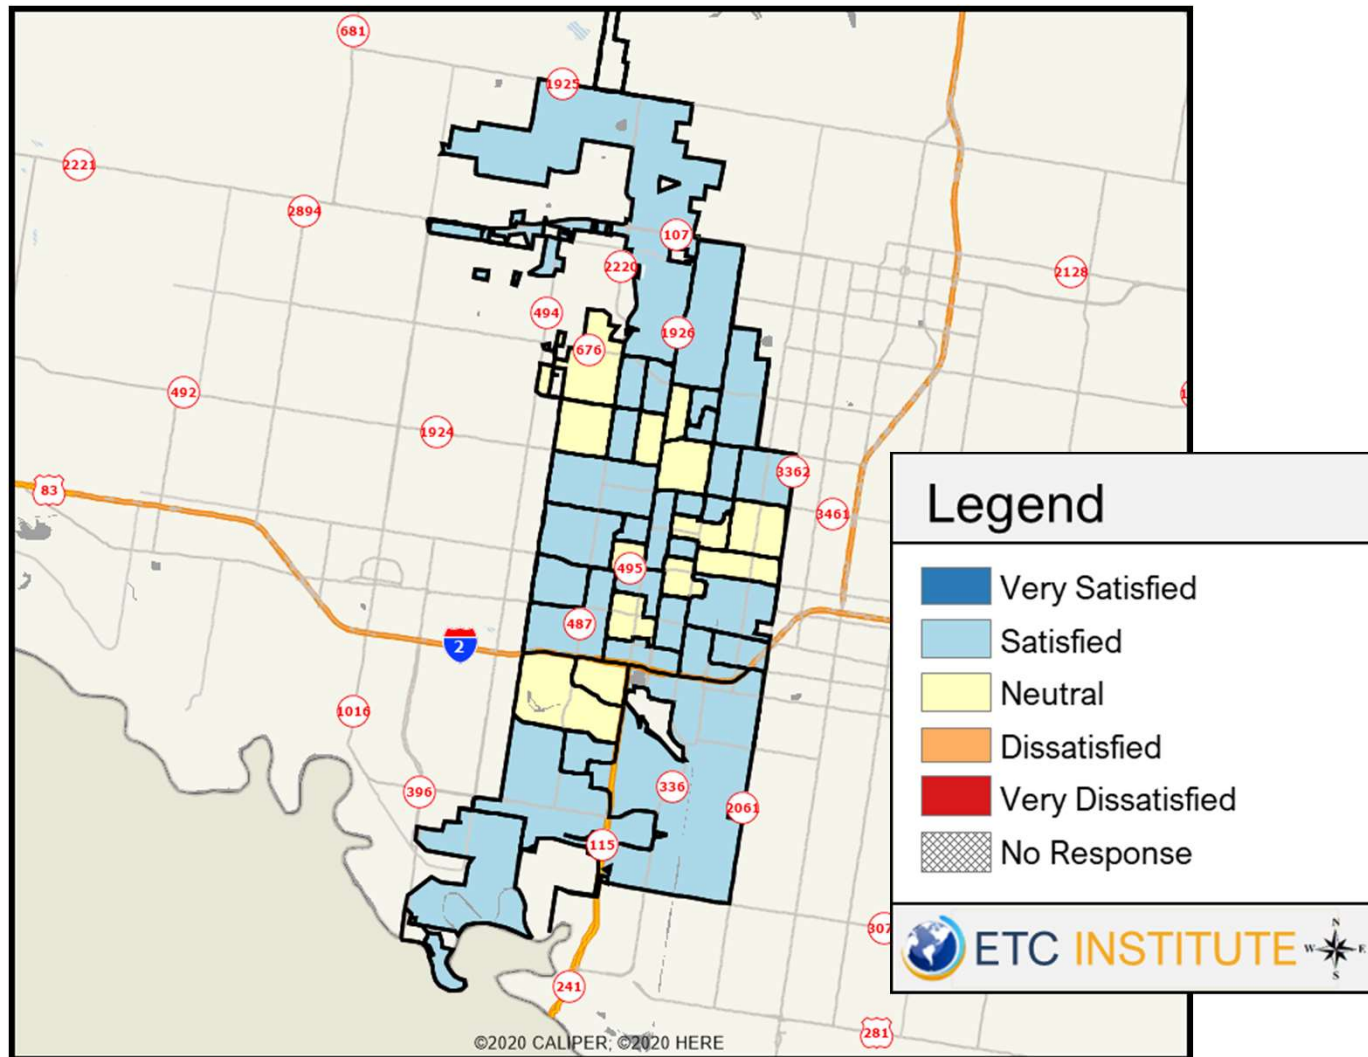 681
1925
2221
2894
107
2220
2128
494
1926
676
492
1924
3362
83
3461
495
487
2
1016
336
396
2061
115
307
241
281
©2020 CALIPER; ©2020 HERE
Legend
Very Satisfied
Satisfied
Neutral
Dissatisfied
Very Dissatisfied
No Response
ETC INSTITUTE
N
W E
S